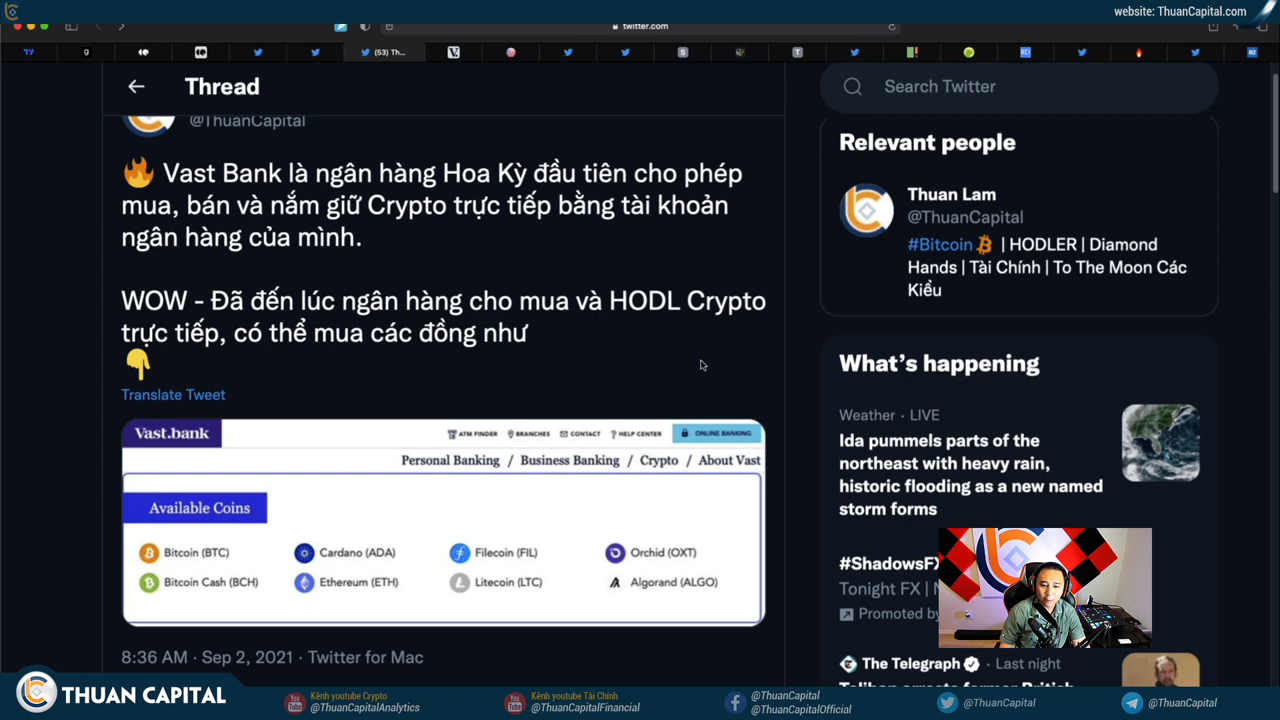 website: ThuanCapital.com
twitter.com
(53) Th...
Thread
Search Twitter
@ThuanCapital
🔥 Vast Bank là ngân hàng Hoa Kỳ đầu tiên cho phép
mua, bán và nắm giữ Crypto trực tiếp bằng tài khoản
ngân hàng của mình.
WOW - Đã đến lúc ngân hàng cho mua và HODL Crypto
trực tiếp, có thể mua các đồng như
👇
Translate Tweet
Vast.bank
ATM FINDER
BRANCHES
CONTACT
HELP CENTER
ONLINE BANKING
Personal Banking / Business Banking / Crypto / About Vast
Available Coins
Bitcoin (BTC)
Cardano (ADA)
Filecoin (FIL)
Orchid (OXT)
Bitcoin Cash (BCH)
Ethereum (ETH)
Litecoin (LTC)
Algorand (ALGO)
8:36 AM · Sep 2, 2021 · Twitter for Mac
Relevant people
Thuan Lam
@ThuanCapital
#Bitcoin | HODLER | Diamond
Hands | Tài Chính | To The Moon Các
Kiểu
What's happening
Weather · LIVE
Ida pummels parts of the
northeast with heavy rain,
historic flooding as a new named
storm forms
#ShadowsFX
Tonight FX |
Promoted by
The Telegraph · Last night
Taliban arrests former British
THUAN CAPITAL
Kênh youtube Crypto
@ThuanCapitalAnalytics
Kênh youtube Tài Chính
@ThuanCapitalFinancial
@ThuanCapital
@ThuanCapitalOfficial
@ThuanCapital
@ThuanCapital